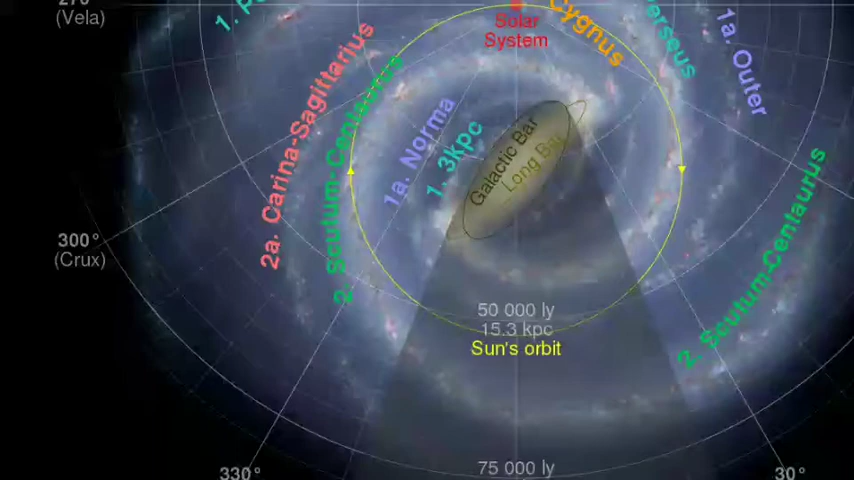 270°
(Vela)
Solar
System
Cygnus
1a. Outer
2a. Carina-Sagittarius
2. Scutum-Centaurus
1a. Norma
1. 3kpc
Galactic Bar
Long Bar
2. Scutum-Centaurus
300°
(Crux)
50 000 ly
15.3 kpc
Sun's orbit
330°
75 000 ly
30°